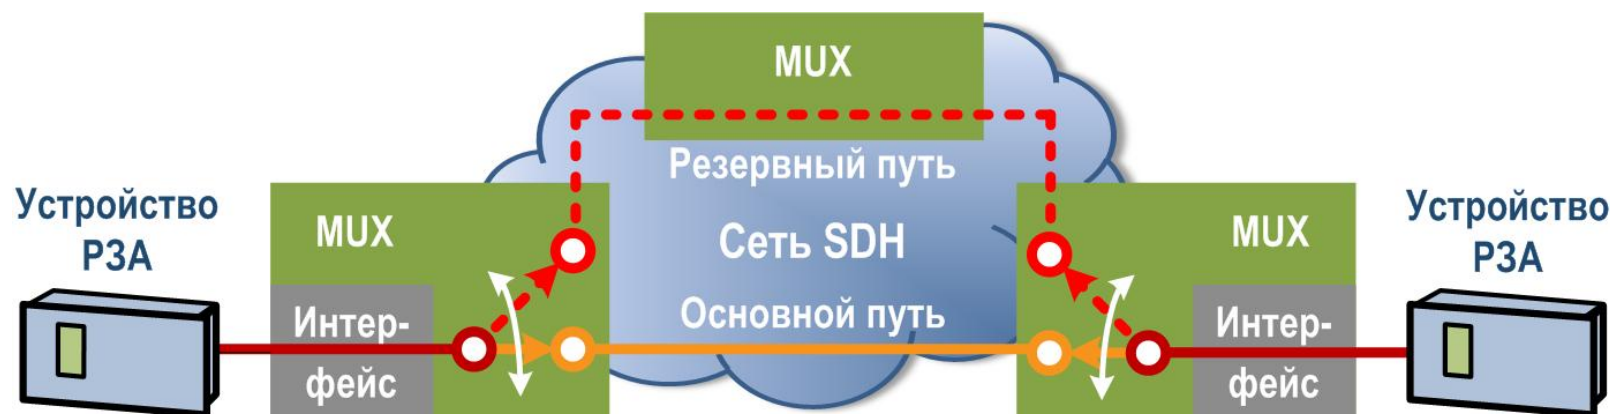 MUX
Резервный путь
Устройство
РЗА
MUX
Сеть SDH
MUX
Устройство
РЗА
Интер-
фейс
Основной путь
Интер-
фейс